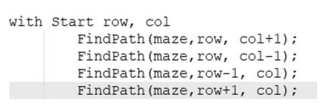 with Start row, col
FindPath(maze,row, col+1);
FindPath(maze,row, col-1);
FindPath(maze,row-1, col);
FindPath(maze,row+1, col);